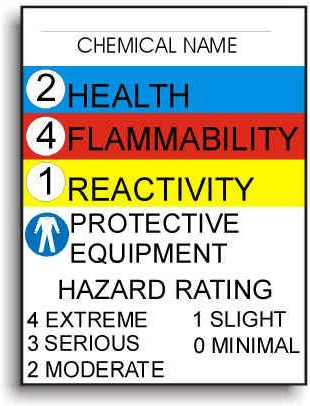 CHEMICAL NAME
2 HEALTH
4 FLAMMABILITY
1 REACTIVITY
PROTECTIVE
EQUIPMENT
HAZARD RATING
4 EXTREME 1 SLIGHT
3 SERIOUS 0 MINIMAL
2 MODERATE